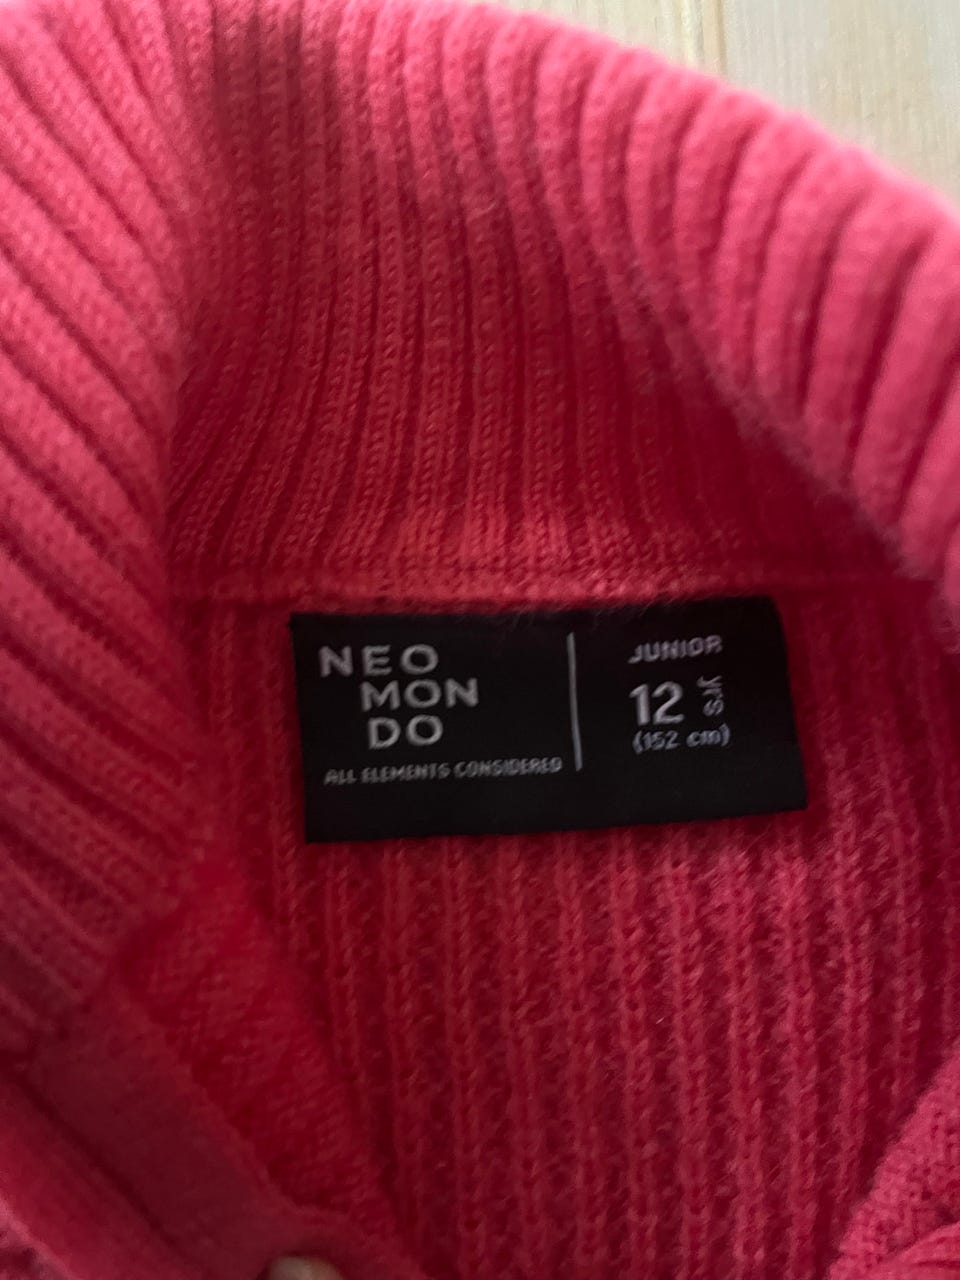 NEO
MON
DO
ALL ELEMENTS CONSIDERED
JUNIOR
12 yrs
(152 cm)